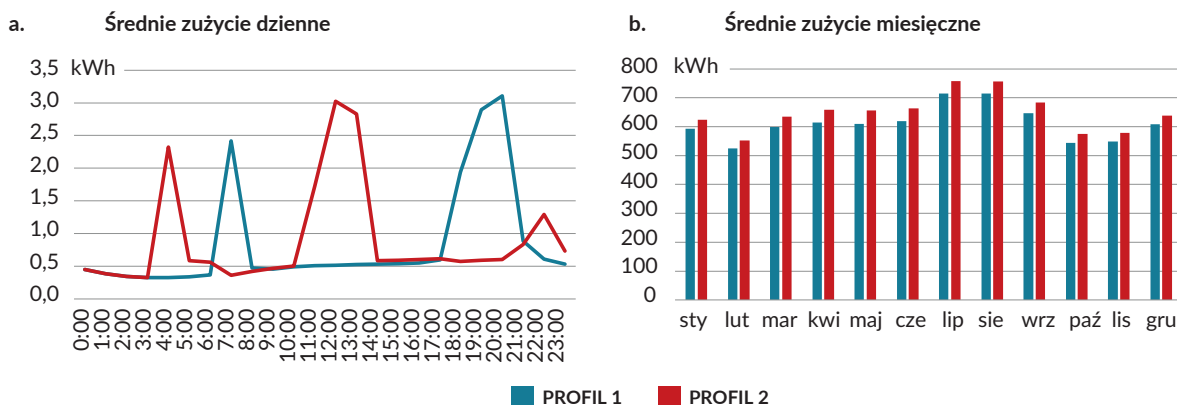 a. Średnie zużycie dzienne
3,5 kWh
3,0
2,5
2,0
1,5
1,0
0,5
0,0
0:00 1:00 2:00 3:00 4:00 5:00 6:00 7:00 8:00 9:00 10:00 11:00 12:00 13:00 14:00 15:00 16:00 17:00 18:00 19:00 20:00 21:00 22:00 23:00
b. Średnie zużycie miesięczne
800 kWh
700
600
500
400
300
200
100
0
sty lut mar kwi maj cze lip sie wrz paź lis gru
PROFIL 1 PROFIL 2